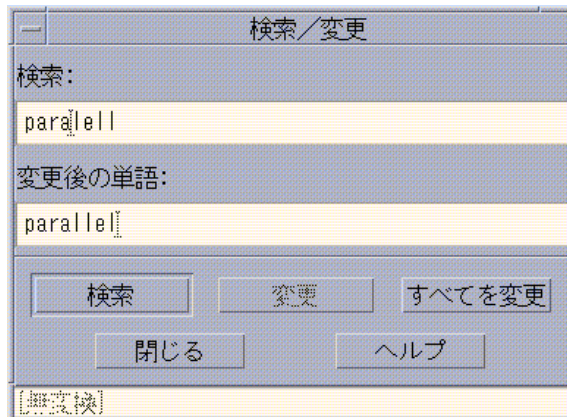 検索／変更
検索:
paralell
変更後の単語:
parallel
検索 変更 すべてを変更
閉じる ヘルプ
[無変換]